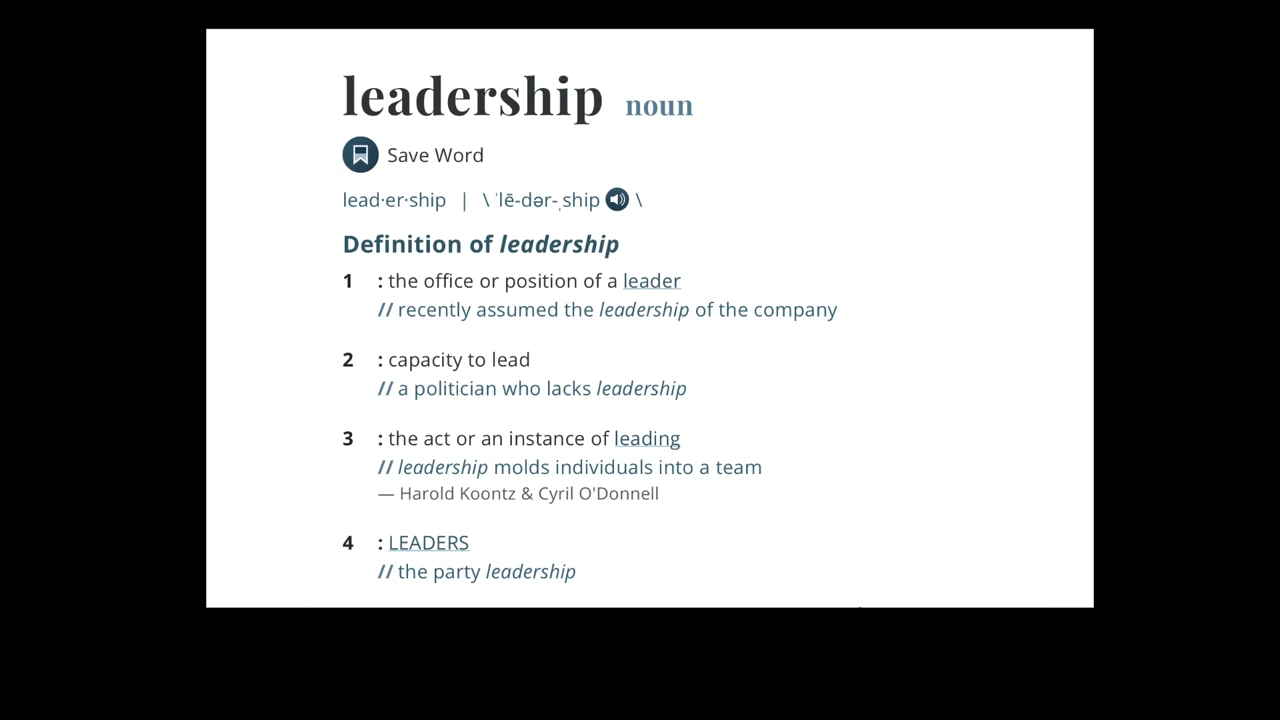 leadership noun
Save Word
lead·er·ship | \ ˈlē-dər-ˌship \
Definition of leadership
1 : the office or position of a leader
// recently assumed the leadership of the company
2 : capacity to lead
// a politician who lacks leadership
3 : the act or an instance of leading
// leadership molds individuals into a team
— Harold Koontz & Cyril O'Donnell
4 : LEADERS
// the party leadership